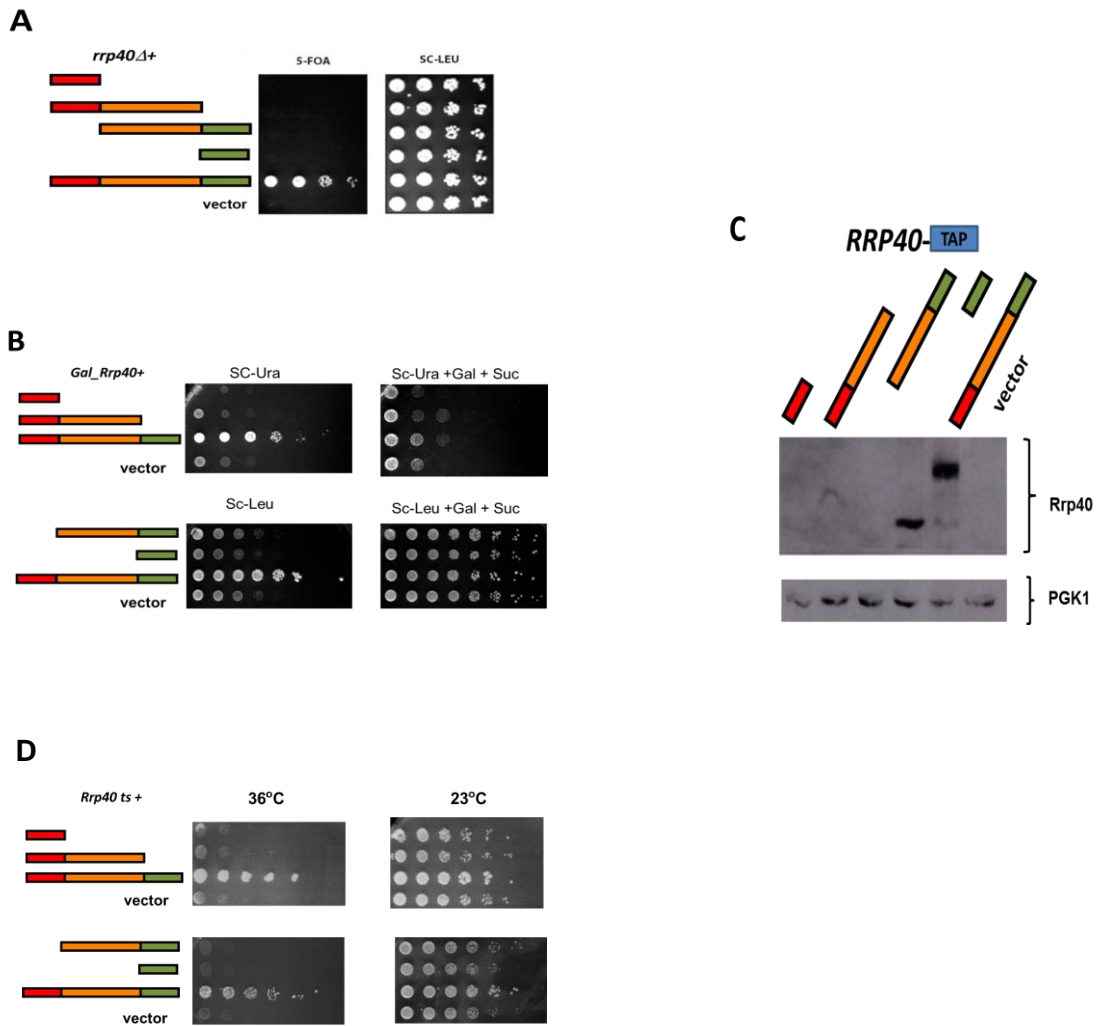 A
rrp40Δ+
5-FOA
SC-LEU
vector
B
Gal_Rrp40+
SC-Ura
Sc-Ura +Gal + Suc
vector
Sc-Leu
Sc-Leu +Gal + Suc
vector
C
RRP40-TAP
vector
Rrp40
PGK1
D
Rrp40 ts +
36°C
23°C
vector
vector